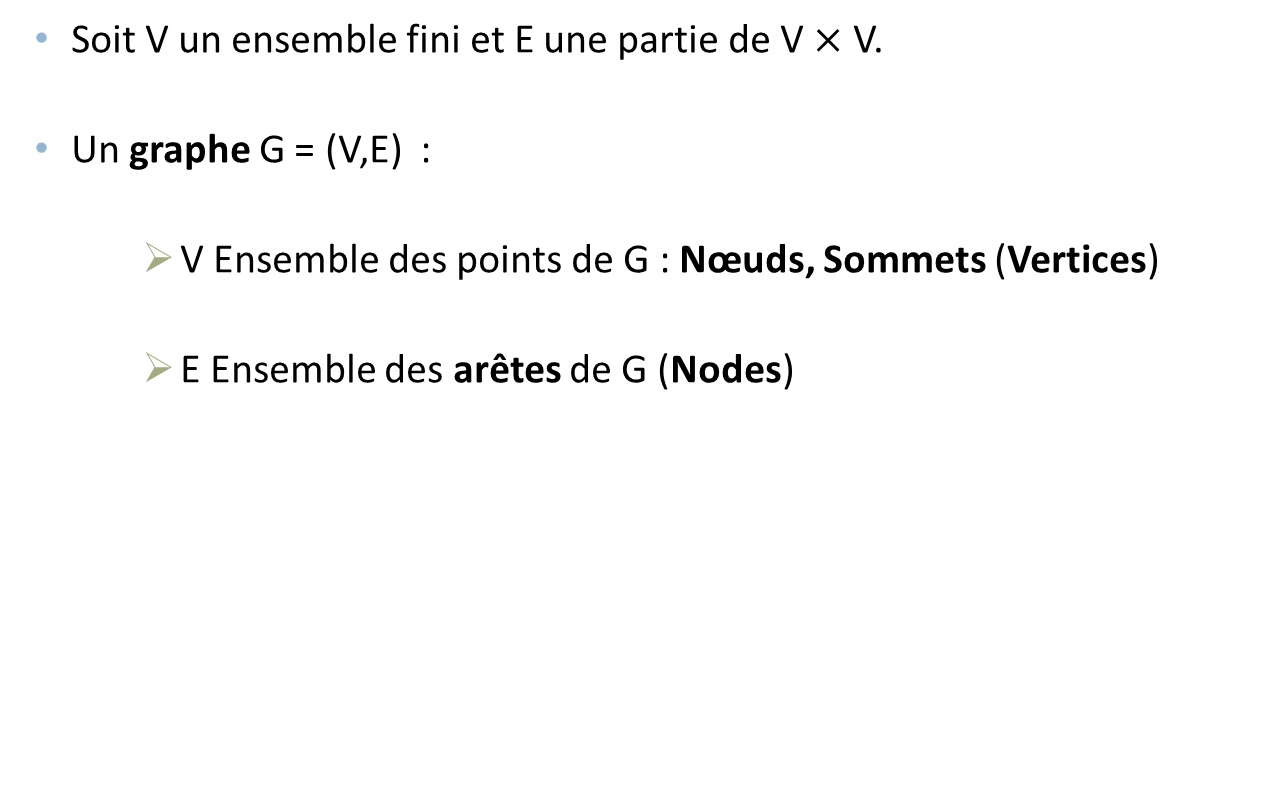 • Soit V un ensemble fini et E une partie de V × V.
• Un graphe G = (V,E) :
➢ V Ensemble des points de G : Nœuds, Sommets (Vertices)
➢ E Ensemble des arêtes de G (Nodes)